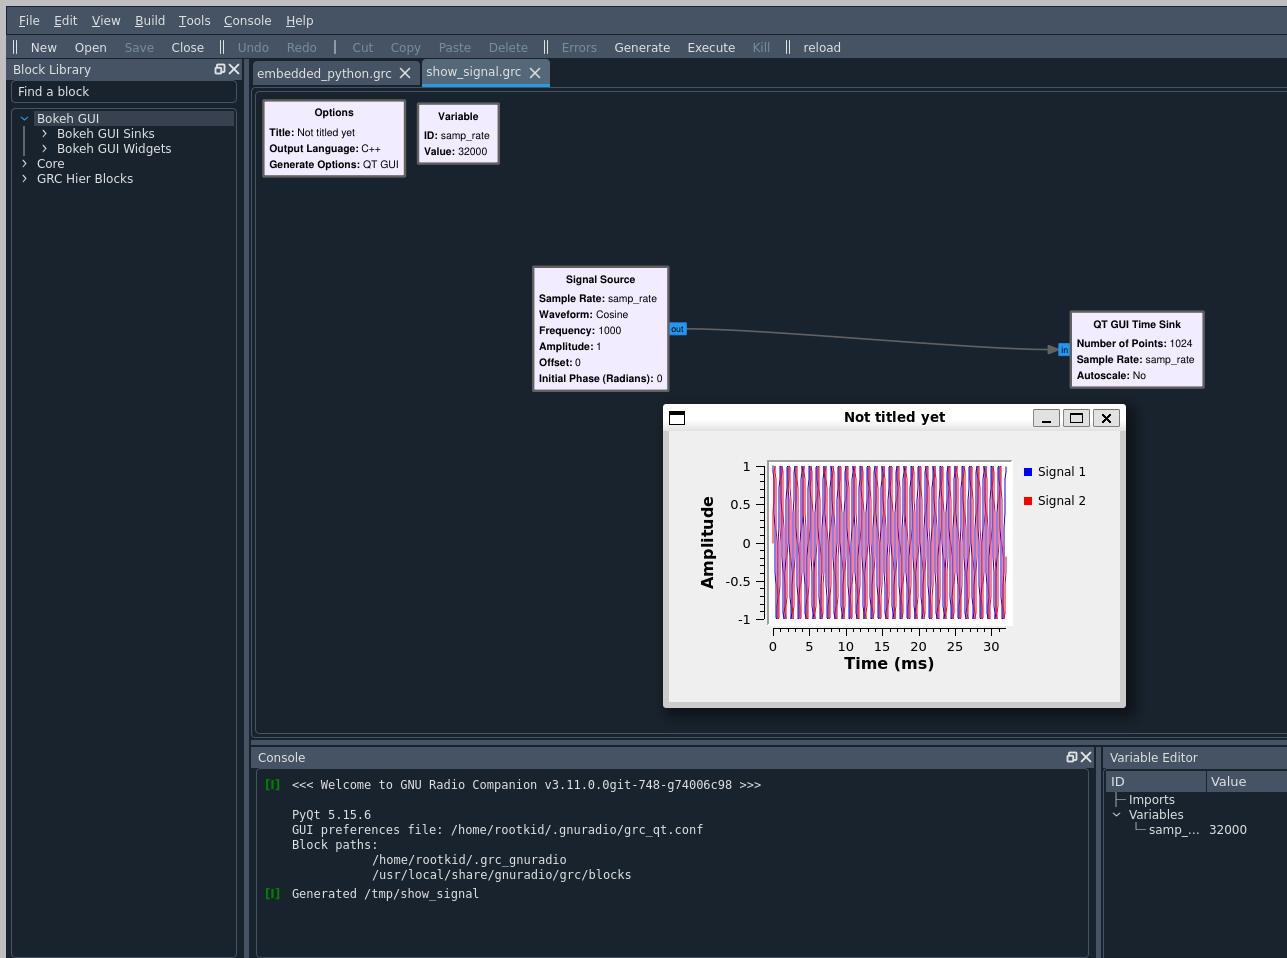 File Edit View Build Tools Console Help
New Open Save Close Undo Redo Cut Copy Paste Delete Errors Generate Execute Kill reload
Block Library
Find a block
Bokeh GUI
Bokeh GUI Sinks
Bokeh GUI Widgets
Core
GRC Hier Blocks
embedded_python.grc
show_signal.grc
Options
Title: Not titled yet
Output Language: C++
Generate Options: QT GUI
Variable
ID: samp_rate
Value: 32000
Signal Source
Sample Rate: samp_rate
Waveform: Cosine
Frequency: 1000
Amplitude: 1
Offset: 0
Initial Phase (Radians): 0
out
in
QT GUI Time Sink
Number of Points: 1024
Sample Rate: samp_rate
Autoscale: No
Not titled yet
Amplitude
1
0.5
0
-0.5
-1
0 5 10 15 20 25 30
Time (ms)
Signal 1
Signal 2
Console
[I] <<< Welcome to GNU Radio Companion v3.11.0.0git-748-g74006c98 >>>
PyQt 5.15.6
GUI preferences file: /home/rootkid/.gnuradio/grc_qt.conf
Block paths:
/home/rootkid/.grc_gnuradio
/usr/local/share/gnuradio/grc/blocks
[I] Generated /tmp/show_signal
Variable Editor
ID Value
Imports
Variables
samp_... 32000